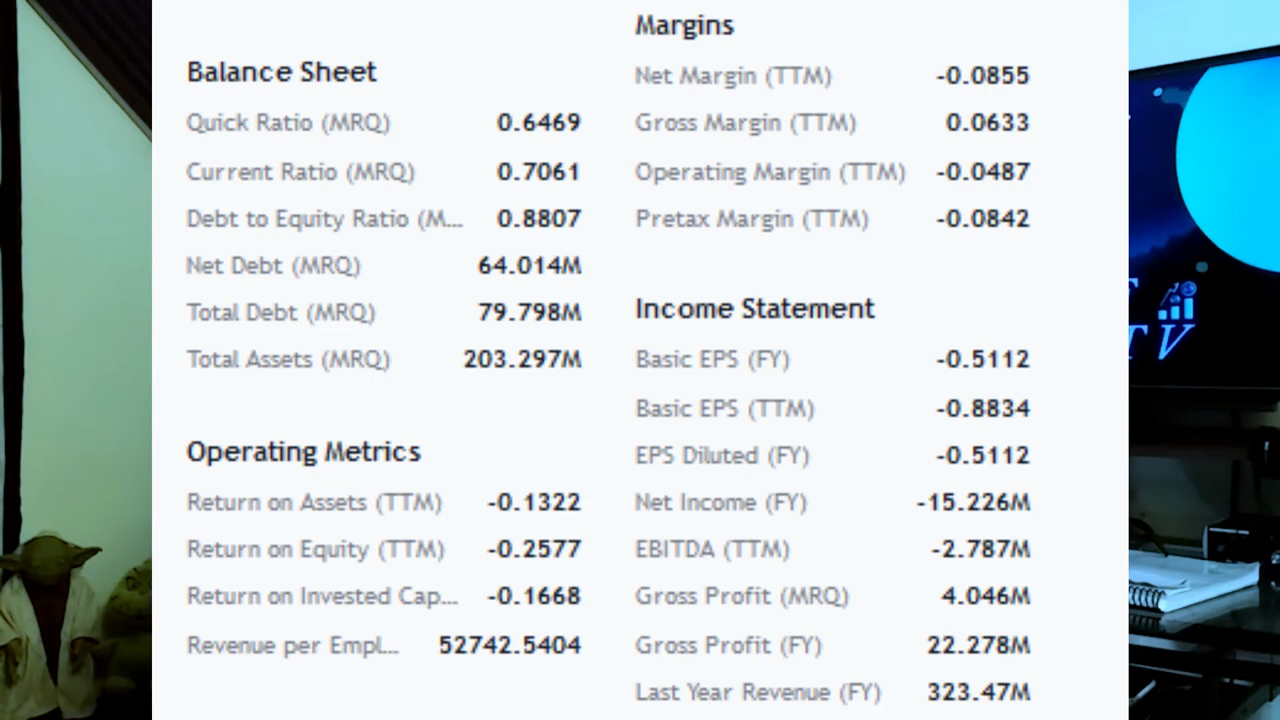 Balance Sheet
Quick Ratio (MRQ) 0.6469
Current Ratio (MRQ) 0.7061
Debt to Equity Ratio (M... 0.8807
Net Debt (MRQ) 64.014M
Total Debt (MRQ) 79.798M
Total Assets (MRQ) 203.297M
Operating Metrics
Return on Assets (TTM) -0.1322
Return on Equity (TTM) -0.2577
Return on Invested Cap... -0.1668
Revenue per Empl... 52742.5404
Margins
Net Margin (TTM) -0.0855
Gross Margin (TTM) 0.0633
Operating Margin (TTM) -0.0487
Pretax Margin (TTM) -0.0842
Income Statement
Basic EPS (FY) -0.5112
Basic EPS (TTM) -0.8834
EPS Diluted (FY) -0.5112
Net Income (FY) -15.226M
EBITDA (TTM) -2.787M
Gross Profit (MRQ) 4.046M
Gross Profit (FY) 22.278M
Last Year Revenue (FY) 323.47M
TV